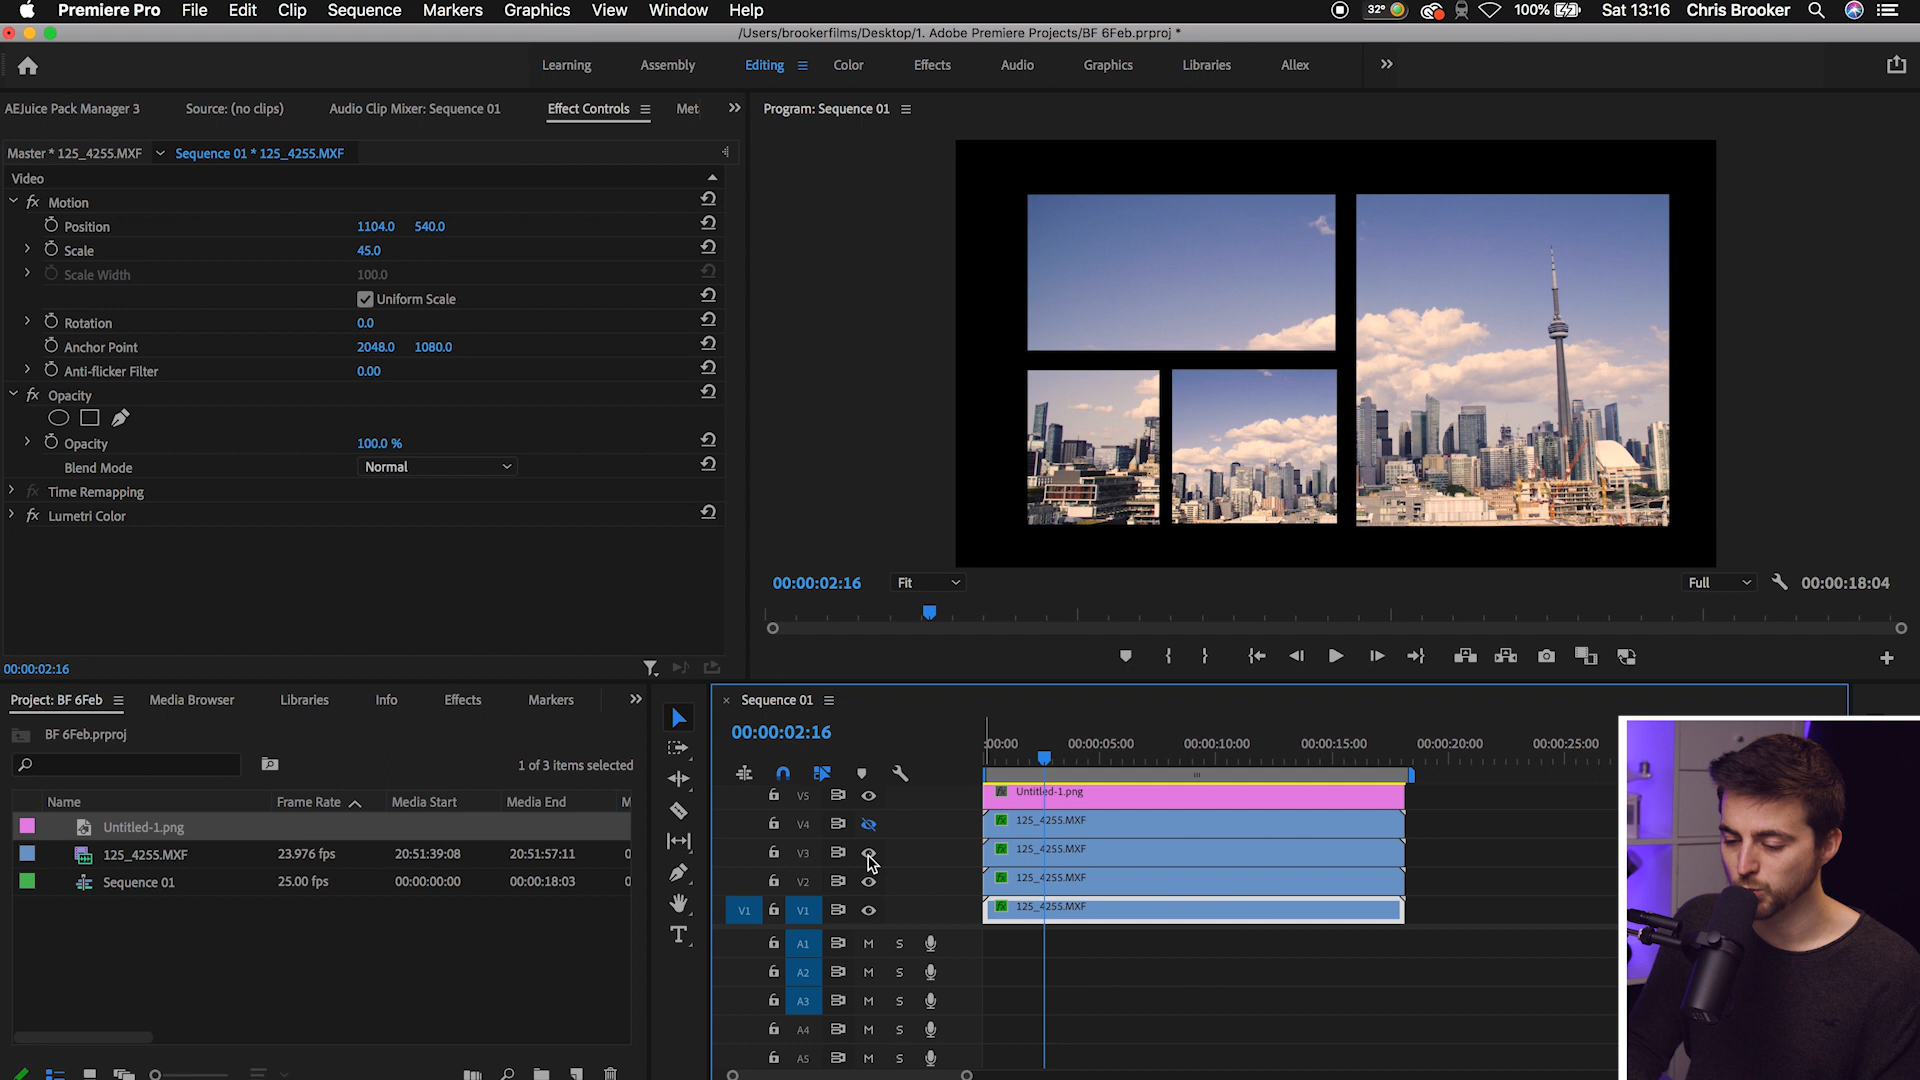 Premiere Pro File Edit Clip Sequence Markers Graphics View Window Help 32° 100% Sat 13:16 Chris Brooker
/Users/brookerfilms/Desktop/1. Adobe Premiere Projects/BF 6Feb.prproj *
Learning Assembly Editing Color Effects Audio Graphics Libraries Allex
AEJuice Pack Manager 3 Source: (no clips) Audio Clip Mixer: Sequence 01 Effect Controls Met
Program: Sequence 01
Master * 125_4255.MXF Sequence 01 * 125_4255.MXF
Video
fx Motion
Position 1104.0 540.0
Scale 45.0
Scale Width 100.0
Uniform Scale
Rotation 0.0
Anchor Point 2048.0 1080.0
Anti-flicker Filter 0.00
fx Opacity
Opacity 100.0 %
Blend Mode Normal
fx Time Remapping
fx Lumetri Color
00:00:02:16 Fit Full 00:00:18:04
00:00:02:16
Project: BF 6Feb Media Browser Libraries Info Effects Markers
BF 6Feb.prproj
1 of 3 items selected
Name Frame Rate Media Start Media End M
Untitled-1.png
125_4255.MXF 23.976 fps 20:51:39:08 20:51:57:11 0
Sequence 01 25.00 fps 00:00:00:00 00:00:18:03 0
Sequence 01
00:00:02:16
:00:00 00:00:05:00 00:00:10:00 00:00:15:00 00:00:20:00 00:00:25:00
V5 fx Untitled-1.png
V4 fx 125_4255.MXF
V3 fx 125_4255.MXF
V2 fx 125_4255.MXF
V1 V1 fx 125_4255.MXF
A1 M S
A2 M S
A3 M S
A4 M S
A5 M S
T